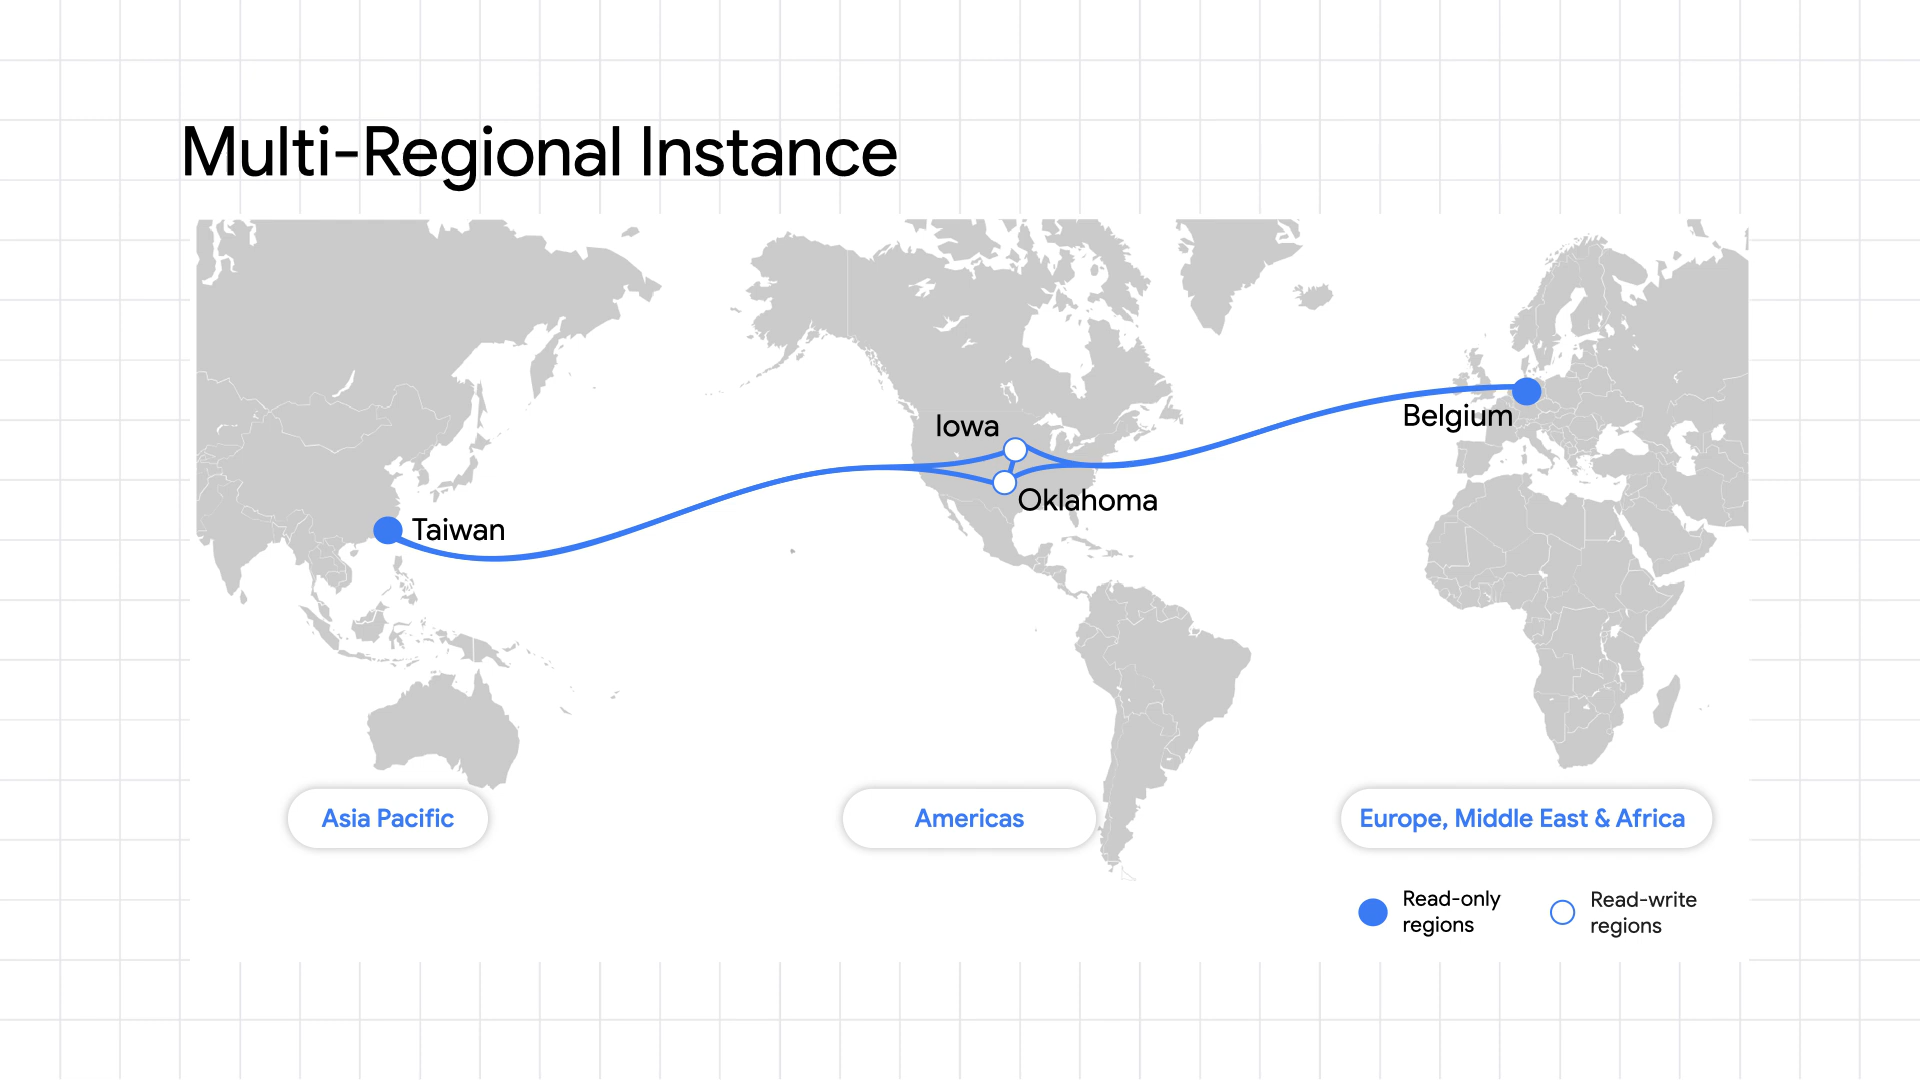 Multi-Regional Instance
Iowa
Belgium
Oklahoma
Taiwan
Asia Pacific
Americas
Europe, Middle East & Africa
Read-only
regions
Read-write
regions